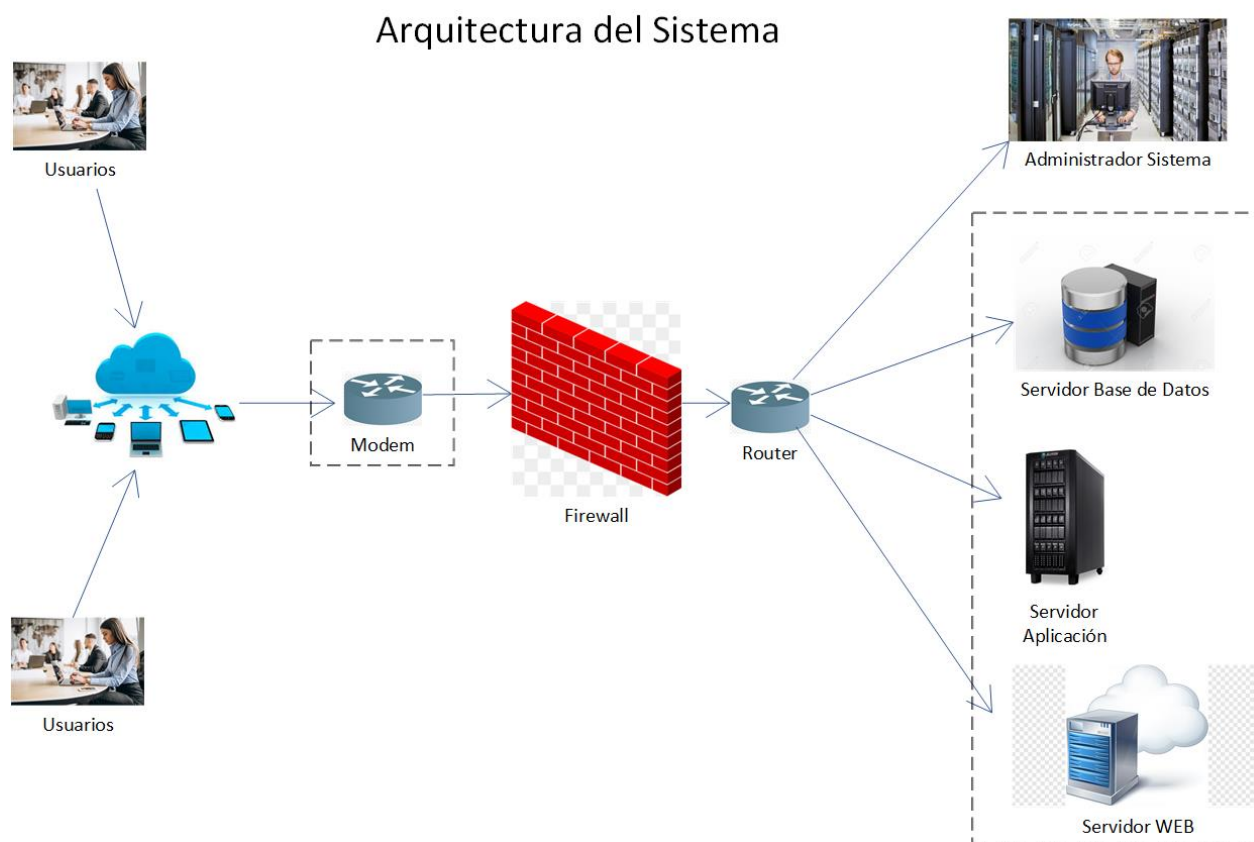 Arquitectura del Sistema
Usuarios
Administrador Sistema
Servidor Base de Datos
Modem
Router
Firewall
Servidor
Aplicación
Usuarios
Servidor WEB